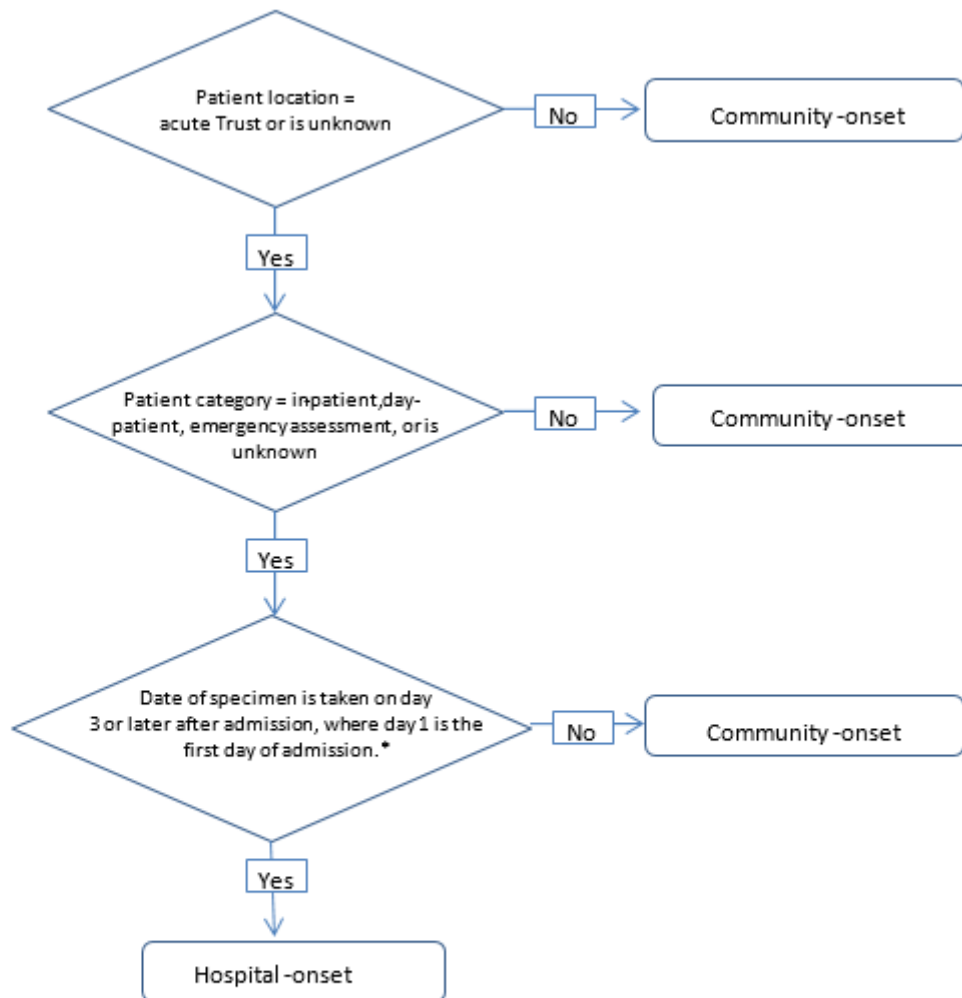 Patient location =
acute Trust or is unknown
No
Community -onset
Yes
Patient category = in-patient,day-
patient, emergency assessment, or is
unknown
No
Community -onset
Yes
Date of specimen is taken on day
3 or later after admission, where day 1 is the
first day of admission.*
No
Community -onset
Yes
Hospital -onset